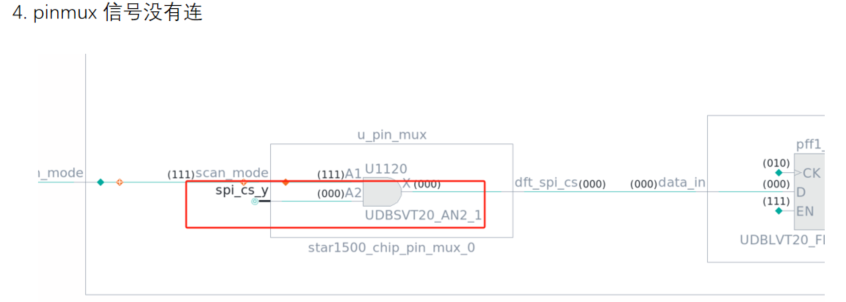 4. pinmux 信号没有连
u_pin_mux
pff1_
_mode
(111)scan_mode
(111)A1
U1120
(010)
>CK
spi_cs_y
(000)A2
X(000)
dft_spi_cs(000)
(000)data_in
(000)
D
(111)
EN
UDBSVT20_AN2_1
UDBLVT20_F
star1500_chip_pin_mux_0